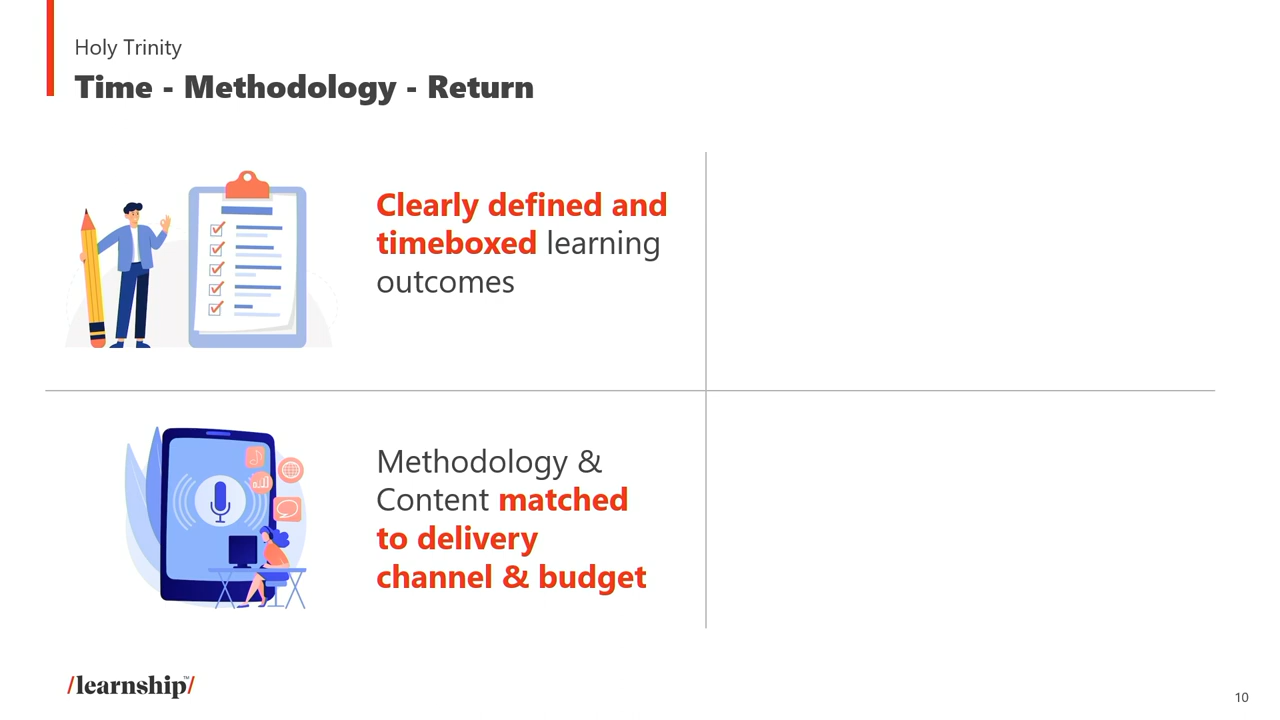 Holy Trinity
Time - Methodology - Return
Clearly defined and
timeboxed learning
outcomes
Methodology &
Content matched
to delivery
channel & budget
/learnship™/
10